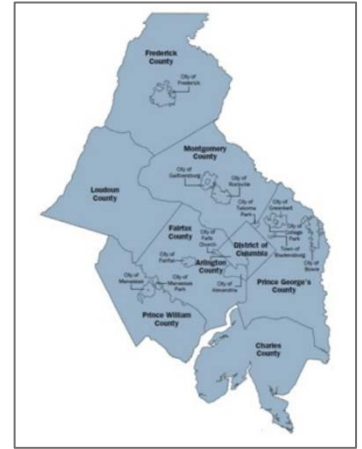 Frederick
County
City of
Frederick
Montgomery
County
City of
Gaithersburg
City of
Rockville
Loudoun
County
City of
Takoma
Park
City of
Greenbelt
City of
College
Park
Fairfax
County
City of
Falls
Church
District of
Columbia
Town of
Bladensburg
City of
Fairfax
Arlington
County
City of
Bowie
City of
Manassas
City of
Manassas
Park
City of
Alexandria
Prince George's
County
Prince William
County
Charles
County